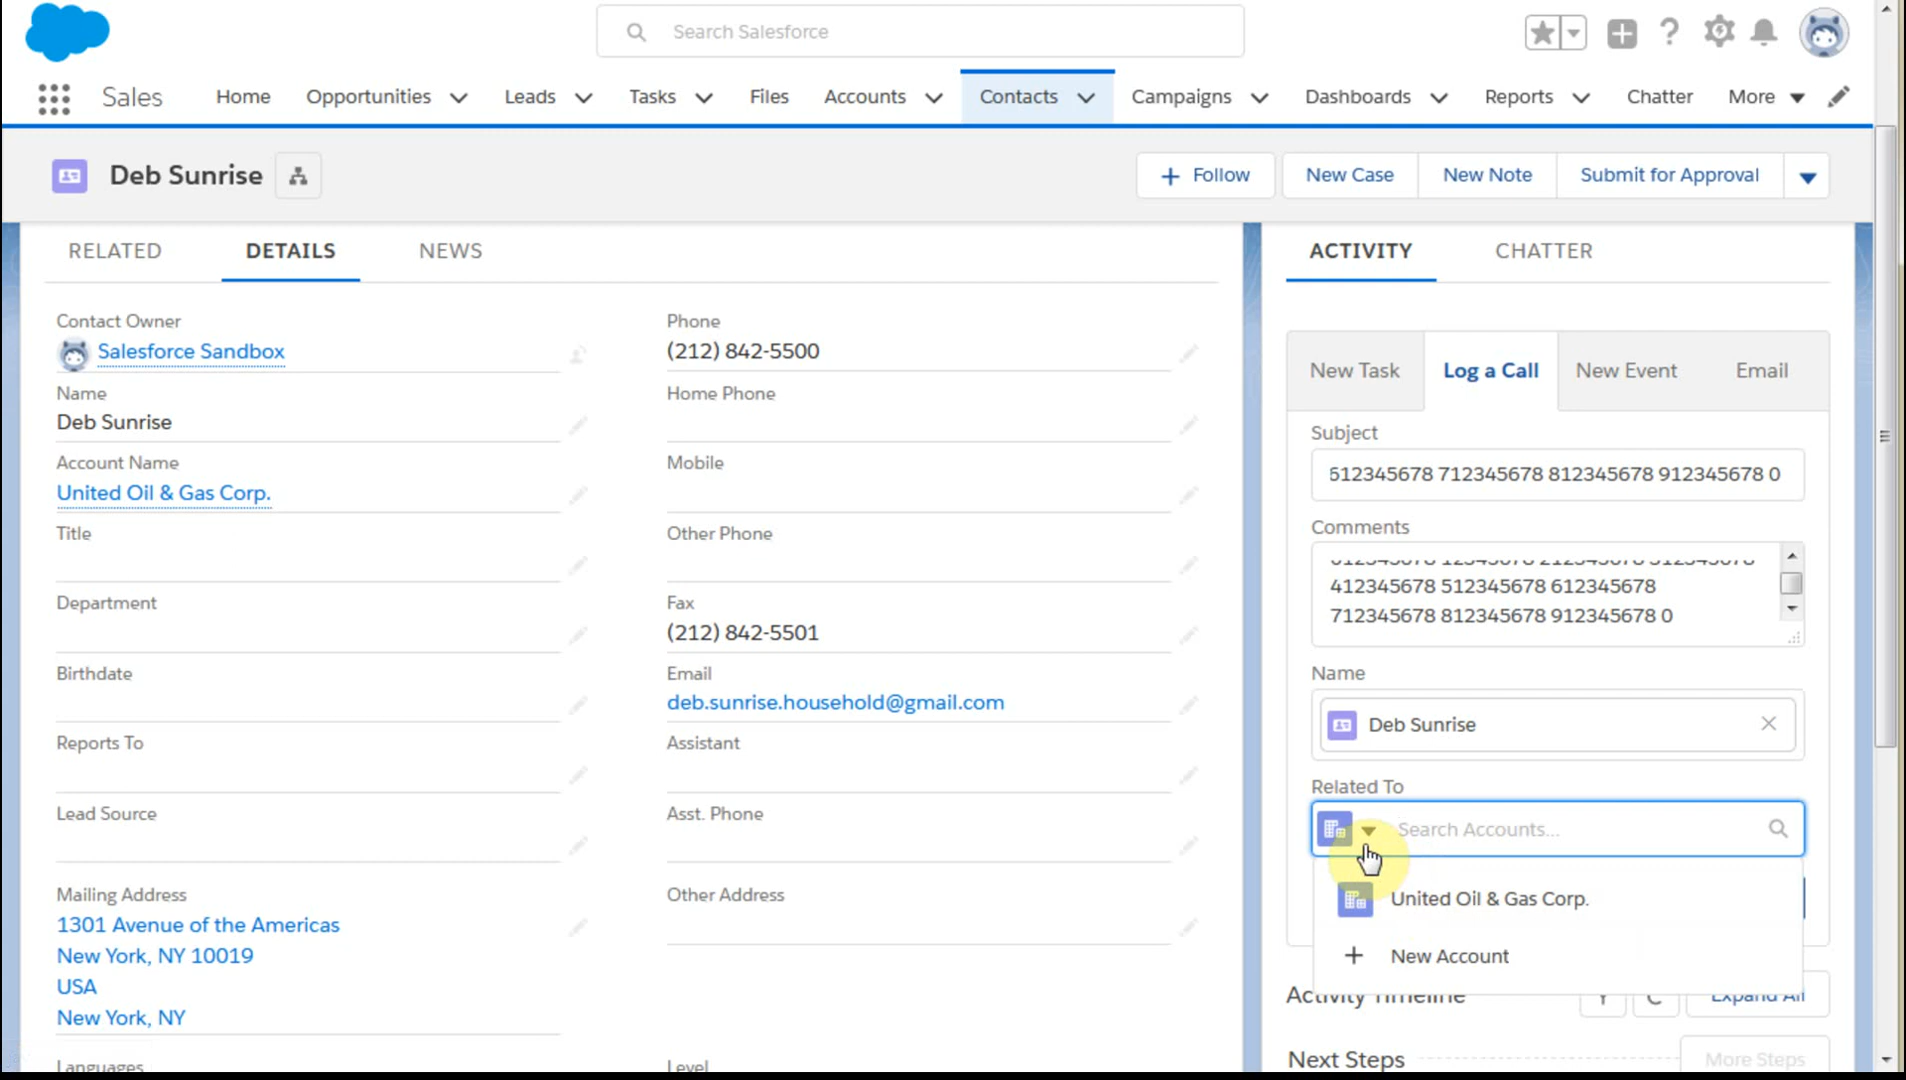 Search Salesforce
Sales
Home
Opportunities
Leads
Tasks
Files
Accounts
Contacts
Campaigns
Dashboards
Reports
Chatter
More
Deb Sunrise
Follow
New Case
New Note
Submit for Approval
RELATED
DETAILS
NEWS
Contact Owner
Salesforce Sandbox
Name
Deb Sunrise
Account Name
United Oil & Gas Corp.
Title
Department
Birthdate
Reports To
Lead Source
Mailing Address
1301 Avenue of the Americas
New York, NY 10019
USA
New York, NY
Languages
Phone
(212) 842-5500
Home Phone
Mobile
Other Phone
Fax
(212) 842-5501
Email
deb.sunrise.household@gmail.com
Assistant
Asst. Phone
Other Address
Level
ACTIVITY
CHATTER
New Task
Log a Call
New Event
Email
Subject
512345678 712345678 812345678 912345678 0
Comments
412345678 512345678 612345678
712345678 812345678 912345678 0
Name
Deb Sunrise
Related To
Search Accounts...
United Oil & Gas Corp.
New Account
Activity Timeline
Expand All
Next Steps
More Steps